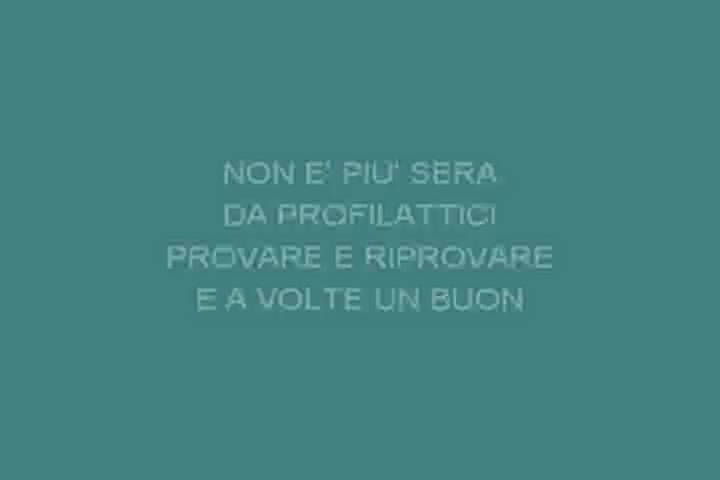 NON E' PIU' SERA
DA PROFILATTICI
PROVARE E RIPROVARE
E A VOLTE UN BUON